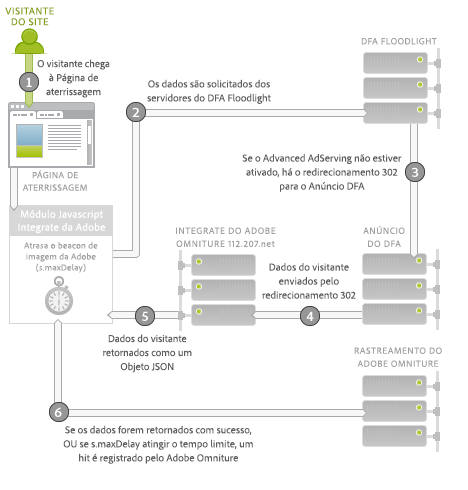 VISITANTE
DO SITE
1
O visitante chega
à Página de
aterrissagem
PÁGINA DE
ATERRISSAGEM
2
Os dados são solicitados dos
servidores do DFA Floodlight
DFA FLOODLIGHT
3
Se o Advanced AdServing não estiver
ativado, há o redirecionamento 302
para o Anúncio DFA
Módulo Javascript
Integrate da Adobe
Atrasa o beacon de
imagem da Adobe
(s.maxDelay)
INTEGRATE DO ADOBE
OMNITURE 112.207.net
ANÚNCIO
DO DFA
Dados do visitante
enviados pelo
redirecionamento 302
4
5
Dados do visitante
retornados como um
Objeto JSON
RASTREAMENTO DO
ADOBE OMNITURE
6
Se os dados forem retornados com sucesso,
OU se s.maxDelay atingir o tempo limite, um
hit é registrado pelo Adobe Omniture